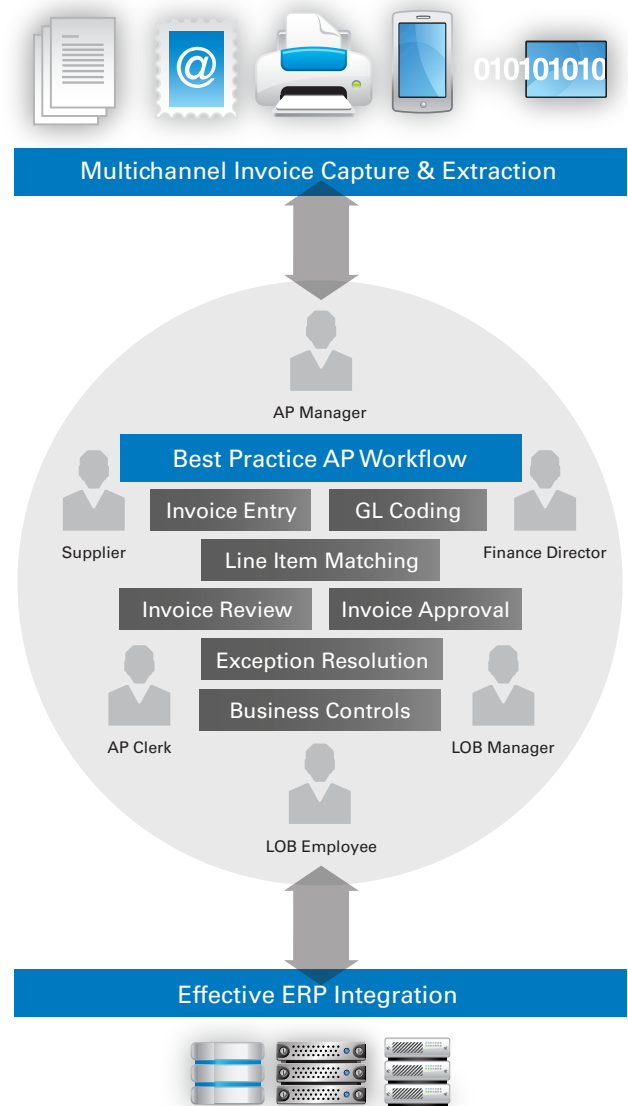 @
010101010
Multichannel Invoice Capture & Extraction
AP Manager
Best Practice AP Workflow
Invoice Entry
GL Coding
Supplier
Finance Director
Line Item Matching
Invoice Review
Invoice Approval
Exception Resolution
AP Clerk
LOB Manager
Business Controls
LOB Employee
Effective ERP Integration